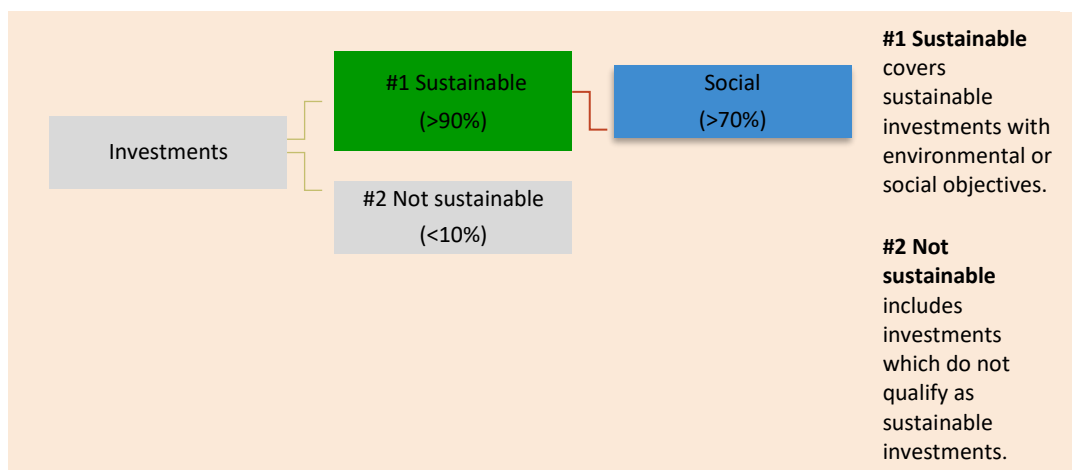 Investments
#1 Sustainable
(>90%)
Social
(>70%)
#2 Not sustainable
(<10%)
#1 Sustainable
covers
sustainable
investments with
environmental or
social objectives.
#2 Not
sustainable
includes
investments
which do not
qualify as
sustainable
investments.